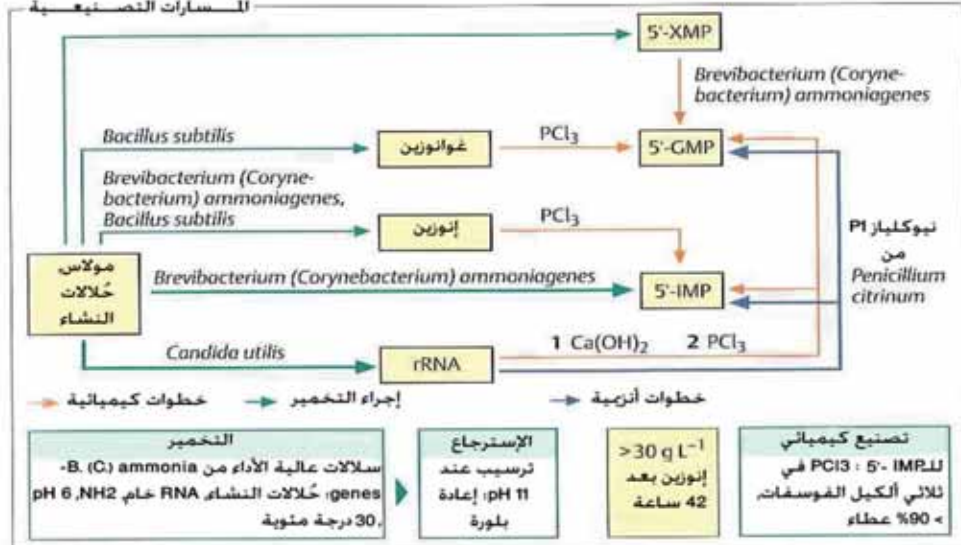 المسارات التصنيعية
5'-XMP
Brevibacterium (Coryne-
bacterium) ammoniagenes
Bacillus subtilis
غوانوزين
PCl3
5'-GMP
Brevibacterium (Coryne-
bacterium) ammoniagenes,
Bacillus subtilis
إنوزين
PCl3
نيوكلياز P1
من
Penicillium
citrinum
مولاس,
حُلالات
النشاء
Brevibacterium (Corynebacterium) ammoniagenes
5'-IMP
Candida utilis
rRNA
1 Ca(OH)2 2 PCl3
خطوات كيميائية
إجراء التخمير
خطوات أنزيمية
التخمير
سلالات عالية الأداء من B. (C.) ammonia-
genes: حُلالات النشاء, RNA خام, NH2, pH 6
, 30 درجة مئوية
الإسترجاع
ترسيب عند
pH 11: إعادة
بلورة
>30 g L-1
إنوزين بعد
42 ساعة
تصنيع كيميائي
للـ 5'- IMP : PCl3 في
ثلاثي ألكيل الفوسفات,
> 90% عطاء